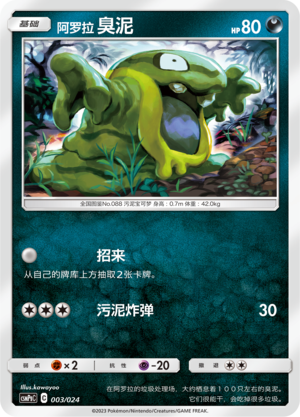 基础
阿罗拉 臭泥
HP80
全国图鉴No.088 污泥宝可梦 身高：0.7m 体重：42.0kg
招来
从自己的牌库上方抽取2张卡牌。
污泥炸弹 30
弱点 ×2 抗性 -20 撤退
Illus.kawayoo
在阿罗拉的垃圾处理场，大约栖息着100只左右的臭泥。
它们很能干，会吃掉很多垃圾。
C 003/024
©2023 Pokémon/Nintendo/Creatures/GAME FREAK.